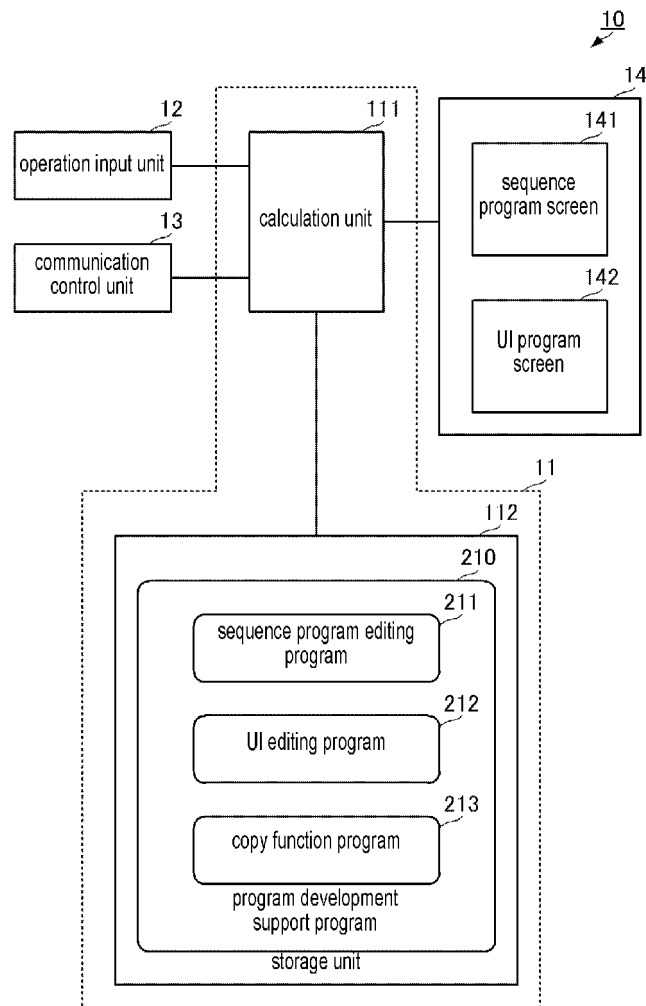 10
14
12
111
141
operation input unit
calculation unit
sequence
program screen
13
communication
control unit
142
UI program
screen
11
112
210
211
sequence program editing
program
212
UI editing program
213
copy function program
program development
support program
storage unit